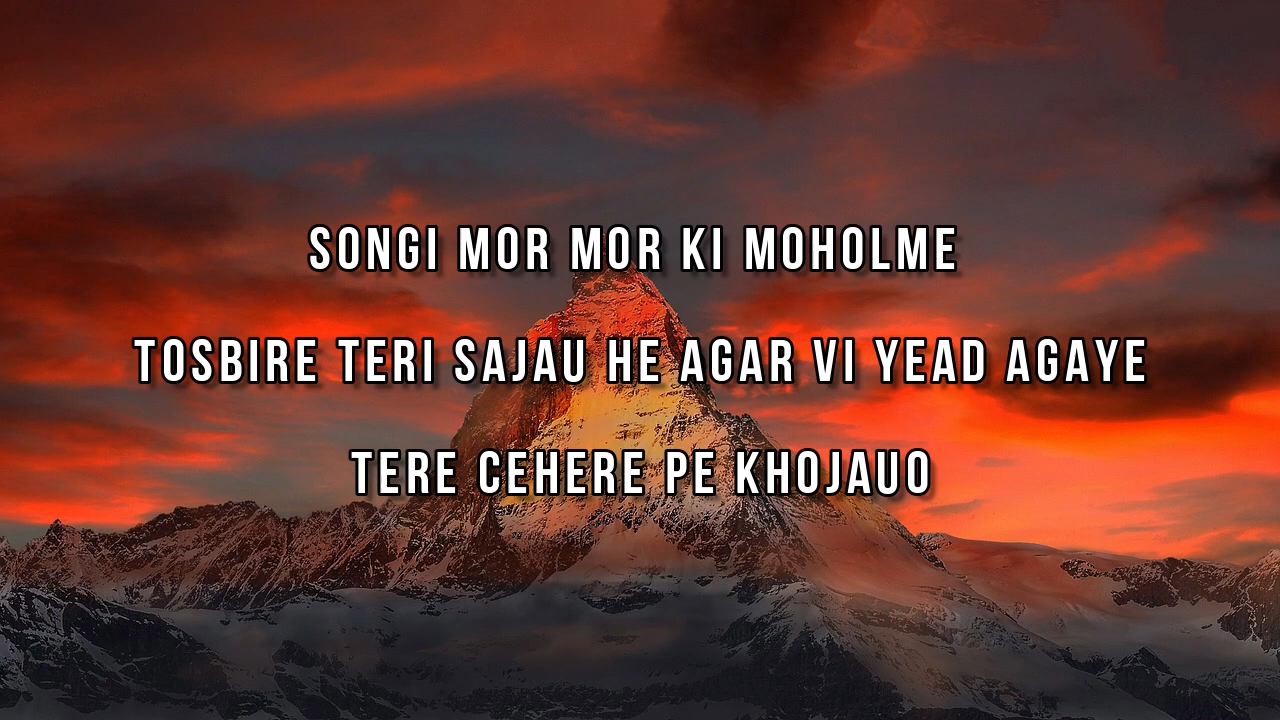 SONGI MOR MOR KI MOHOLME
TOSBIRE TERI SAJAU HE AGAR VI YEAD AGAYE
TERE CEHERE PE KHOJAUO